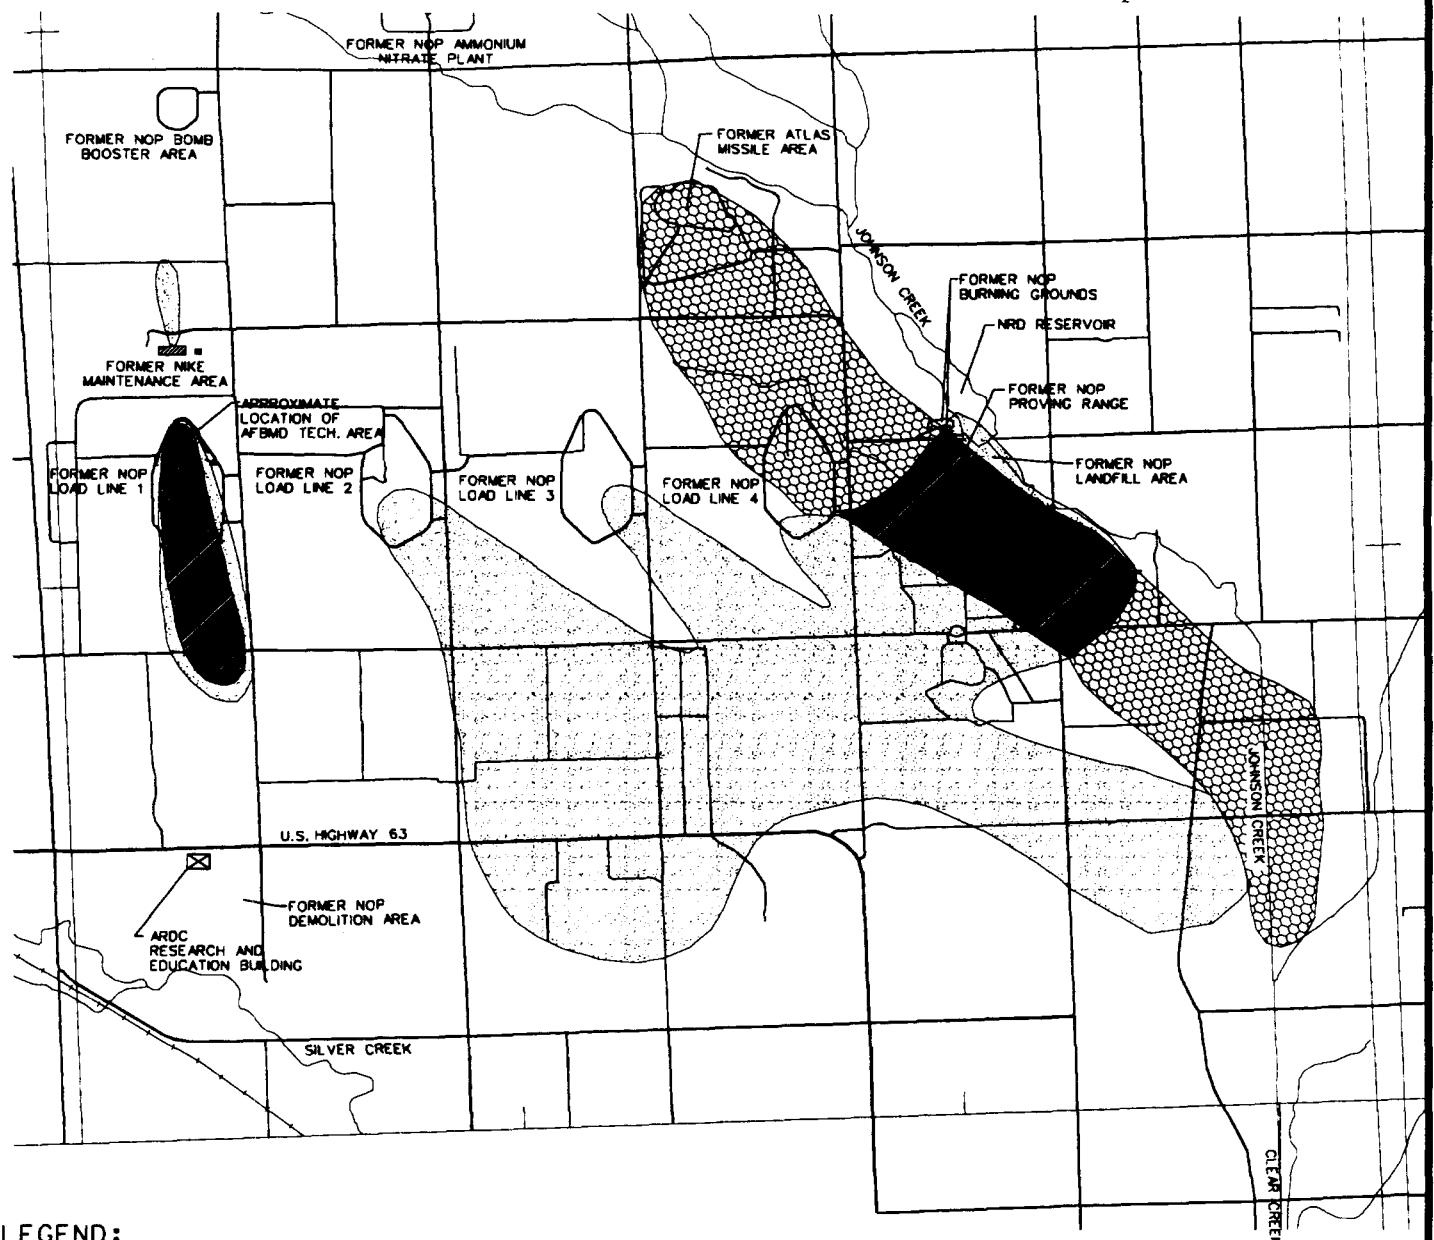 FORMER NOP AMMONIUM
NITRATE PLANT
FORMER NOP BOMB
BOOSTER AREA
FORMER ATLAS
MISSILE AREA
JOHNSON CREEK
FORMER NOP
BURNING GROUNDS
NRD RESERVOIR
FORMER NIKE
MAINTENANCE AREA
FORMER NOP
PROVING RANGE
APPROXIMATE
LOCATION OF
AFBMD TECH. AREA
FORMER NOP
LOAD LINE 1
FORMER NOP
LOAD LINE 2
FORMER NOP
LOAD LINE 3
FORMER NOP
LOAD LINE 4
FORMER NOP
LANDFILL AREA
JOHNSON CREEK
U.S. HIGHWAY 63
FORMER NOP
DEMOLITION AREA
ARDC
RESEARCH AND
EDUCATION BUILDING
SILVER CREEK
CLEAR CREEK
LEGEND: